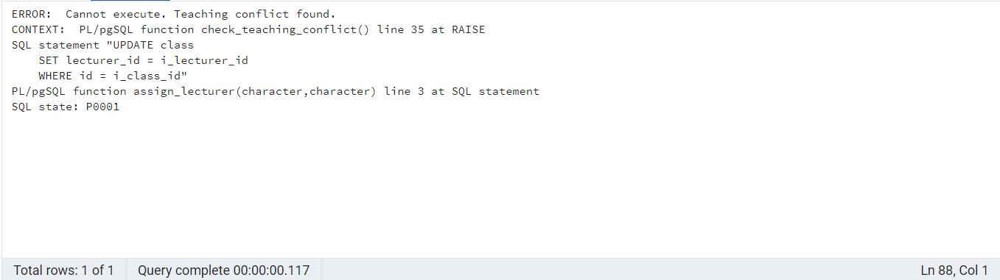 ERROR:  Cannot execute. Teaching conflict found.
CONTEXT:  PL/pgSQL function check_teaching_conflict() line 35 at RAISE
SQL statement "UPDATE class
    SET lecturer_id = i_lecturer_id
    WHERE id = i_class_id"
PL/pgSQL function assign_lecturer(character,character) line 3 at SQL statement
SQL state: P0001
Total rows: 1 of 1 Query complete 00:00:00.117 Ln 88, Col 1